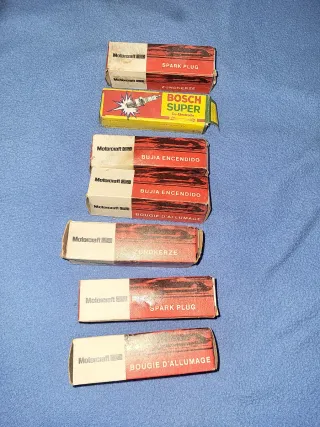 Motorcraft
SPARK PLUG
Motorcraft
ZÜNDKERZE
BOSCH
SUPER
Motorcraft
BUJIA ENCENDIDO
Motorcraft
BUJIA ENCENDIDO
Motorcraft
BOUGIE D'ALLUMAGE
Motorcraft
ZÜNDKERZE
Motorcraft
SPARK PLUG
Motorcraft
BOUGIE D'ALLUMAGE